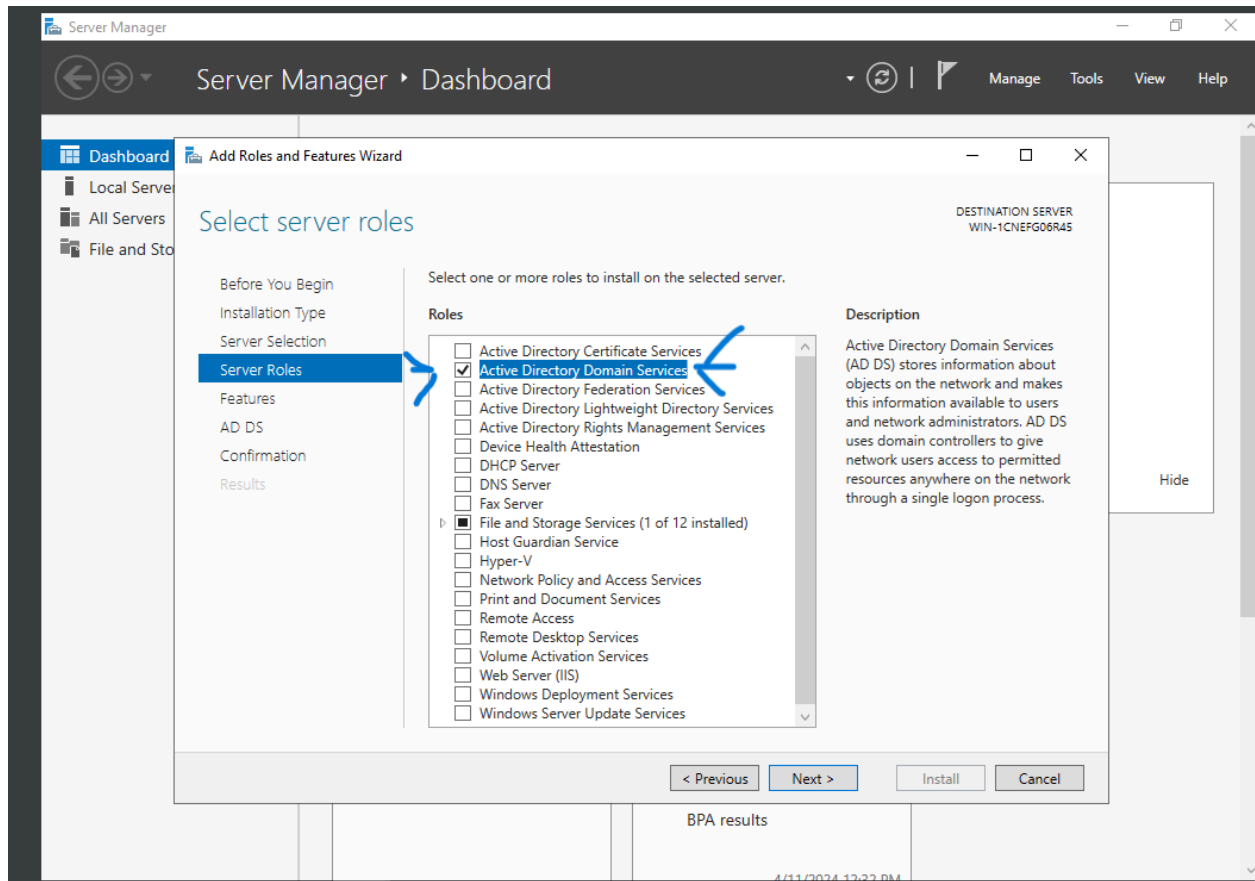 Server Manager
Server Manager ‣ Dashboard
Manage Tools View Help
Dashboard
Local Server
All Servers
File and Sto
Add Roles and Features Wizard
Select server roles
DESTINATION SERVER
WIN-1CNEFG06R45
Before You Begin
Installation Type
Server Selection
Server Roles
Features
AD DS
Confirmation
Results
Select one or more roles to install on the selected server.
Roles
Active Directory Certificate Services
Active Directory Domain Services
Active Directory Federation Services
Active Directory Lightweight Directory Services
Active Directory Rights Management Services
Device Health Attestation
DHCP Server
DNS Server
Fax Server
File and Storage Services (1 of 12 installed)
Host Guardian Service
Hyper-V
Network Policy and Access Services
Print and Document Services
Remote Access
Remote Desktop Services
Volume Activation Services
Web Server (IIS)
Windows Deployment Services
Windows Server Update Services
Description
Active Directory Domain Services
(AD DS) stores information about
objects on the network and makes
this information available to users
and network administrators. AD DS
uses domain controllers to give
network users access to permitted
resources anywhere on the network
through a single logon process.
Hide
< Previous Next > Install Cancel
BPA results
4/11/2024 12:32 PM